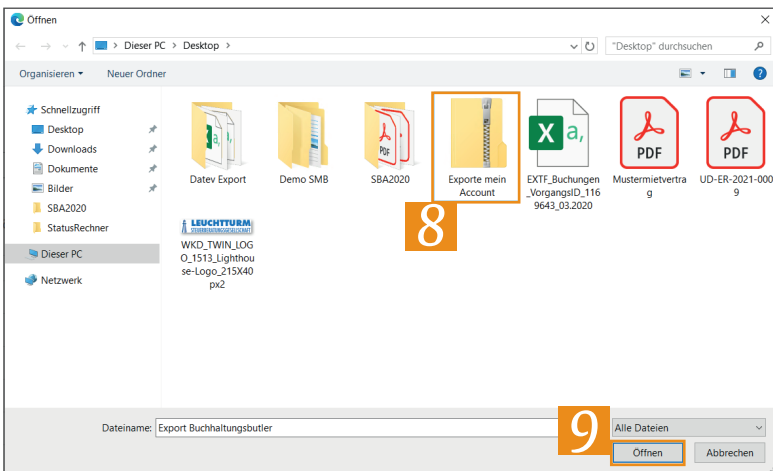 Öffnen
Dieser PC > Desktop >
"Desktop" durchsuchen
Organisieren
Neuer Ordner
Schnellzugriff
Desktop
Downloads
Dokumente
Bilder
SBA2020
StatusRechner
Dieser PC
Netzwerk
Datev Export
Demo SMB
PDF
SBA2020
Exporte mein
Account
8
X a,
EXTF_Buchungen
_VorgangsID_116
9643_03.2020
PDF
Mustermietvertra
g
PDF
UD-ER-2021-000
9
LEUCHTTURM
STEUERBERATUNGSGESELLSCHAFT
WKD_TWIN_LOG
O_1513_Lighthou
se-Logo_215X40
px2
Dateiname:
Export Buchhaltungsbutler
9
Alle Dateien
Öffnen
Abbrechen